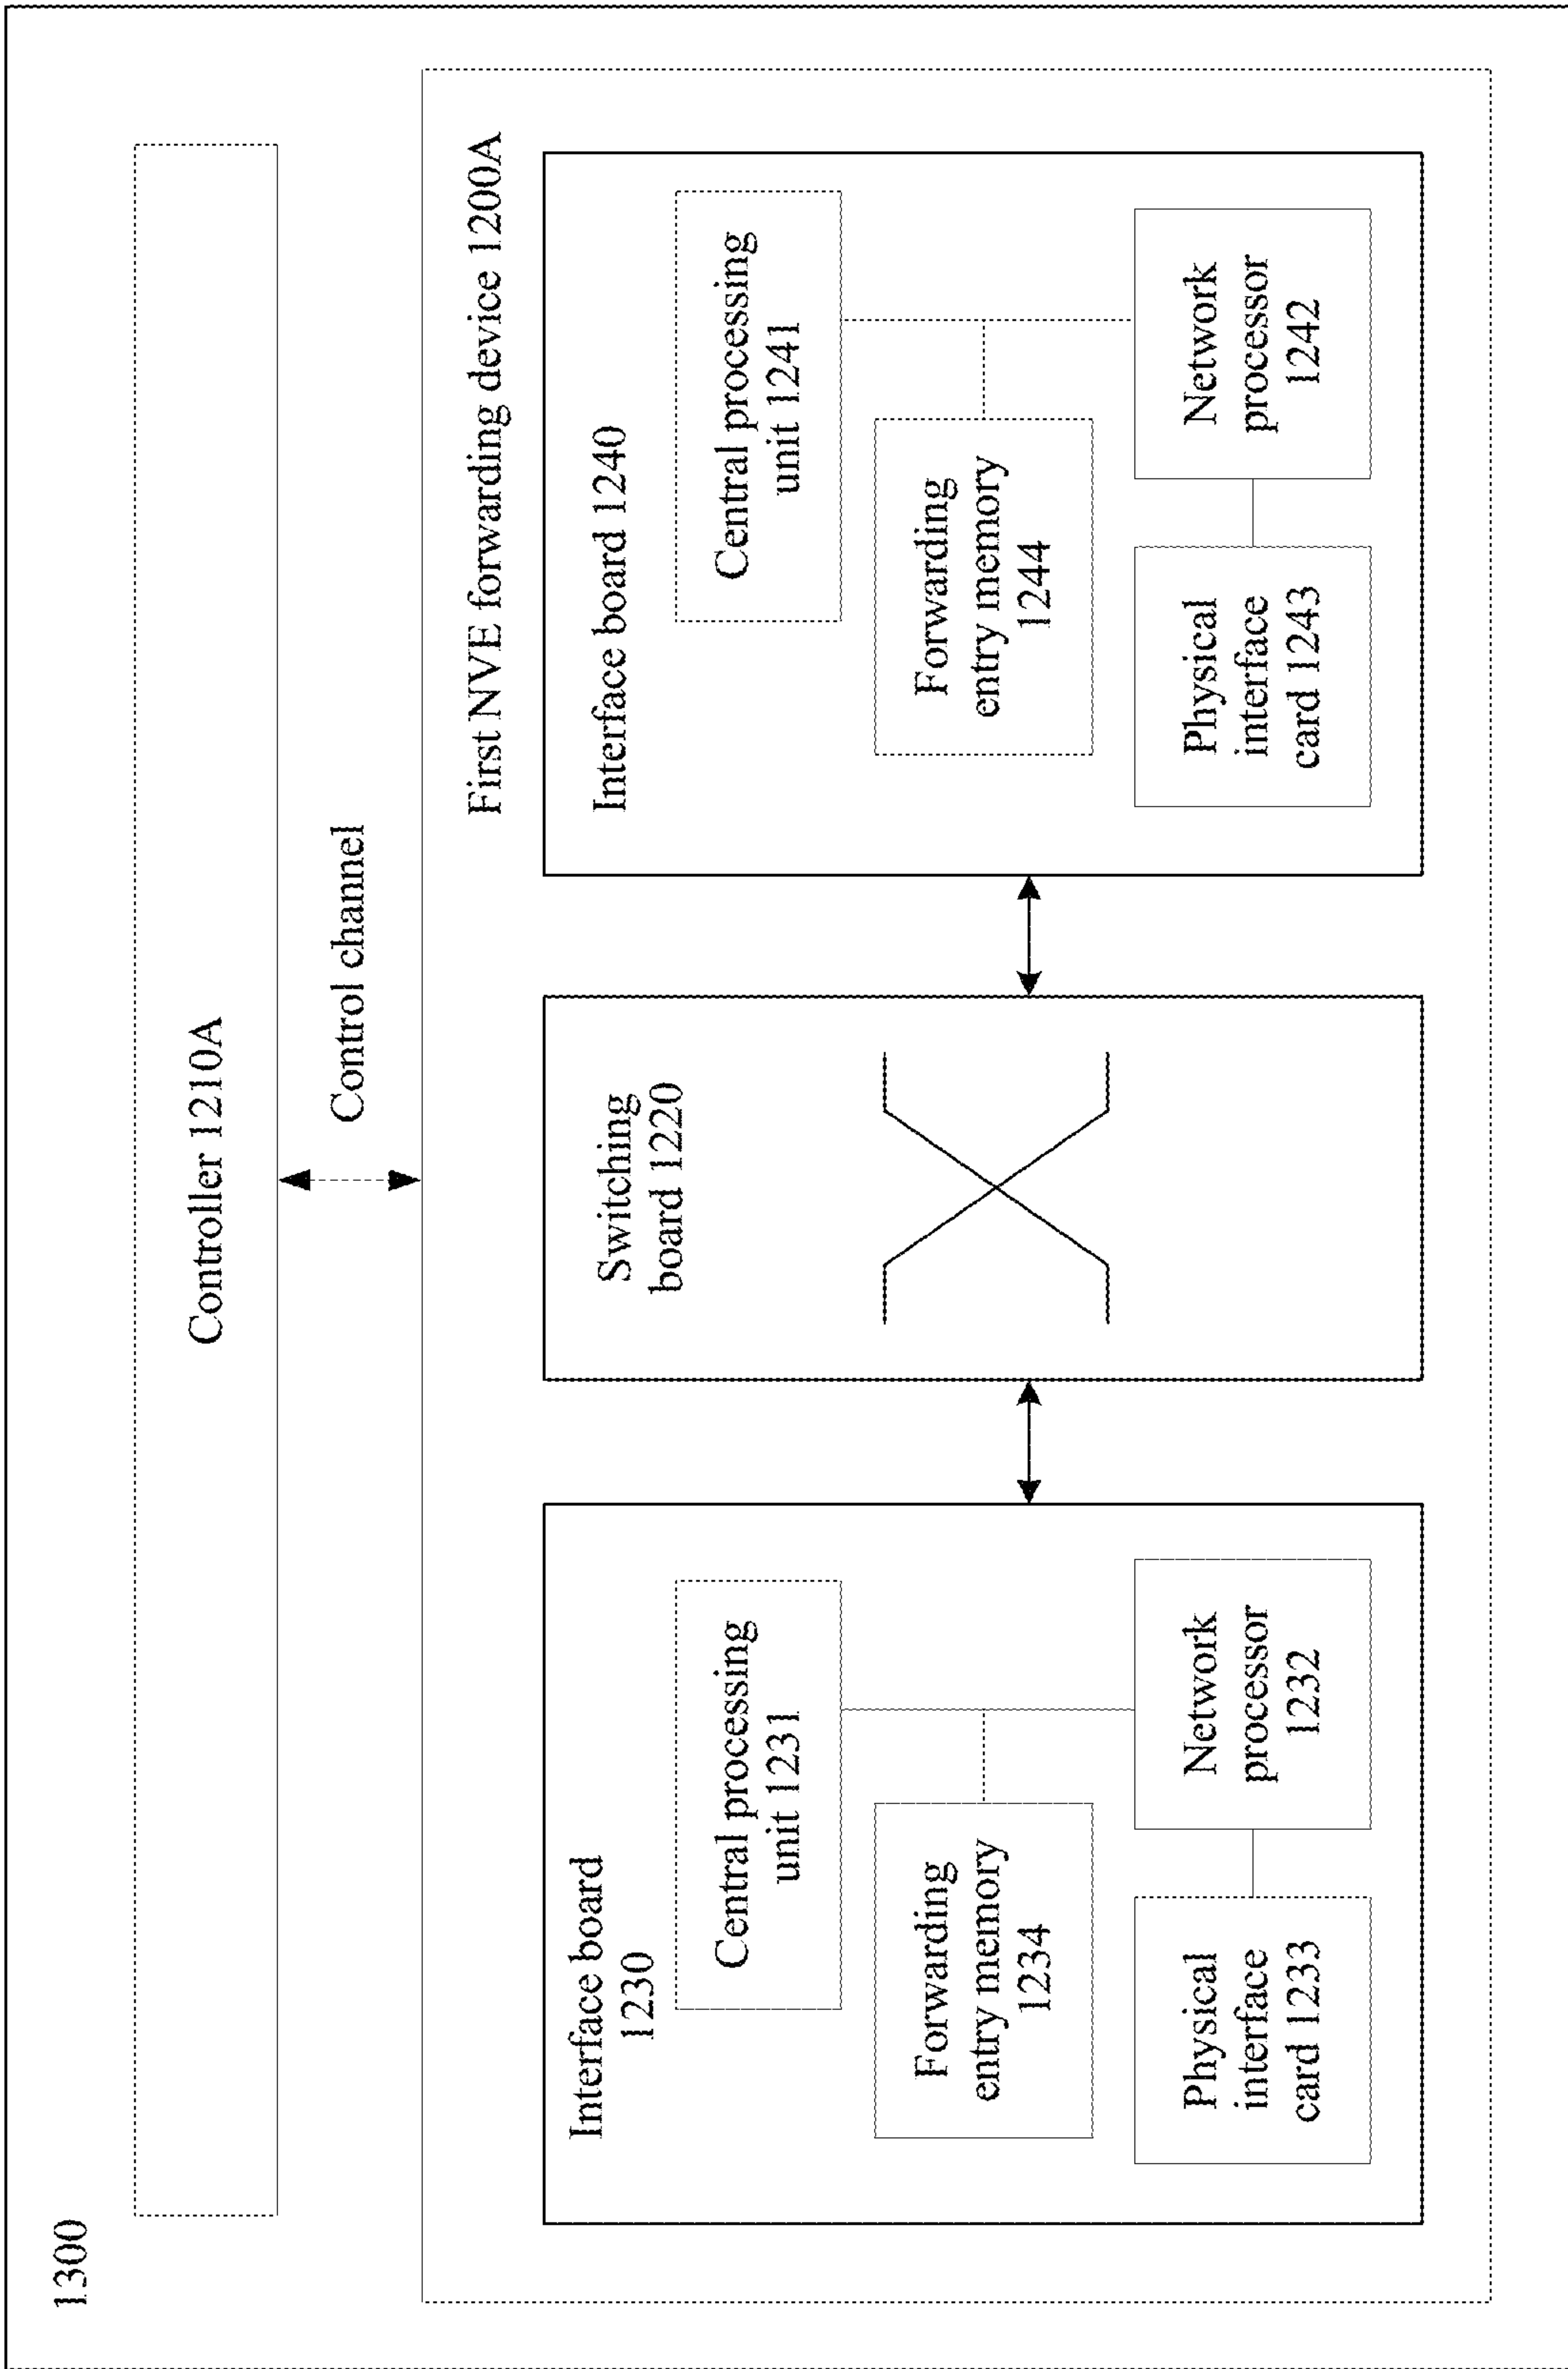 1300
Controller 1210A
Control channel
First NVE forwarding device 1200A
Interface board
1230
Central processing
unit 1231
Forwarding
entry memory
1234
Physical
interface
card 1233
Network
processor
1232
Switching
board 1220
Interface board 1240
Central processing
unit 1241
Forwarding
entry memory
1244
Physical
interface
card 1243
Network
processor
1242